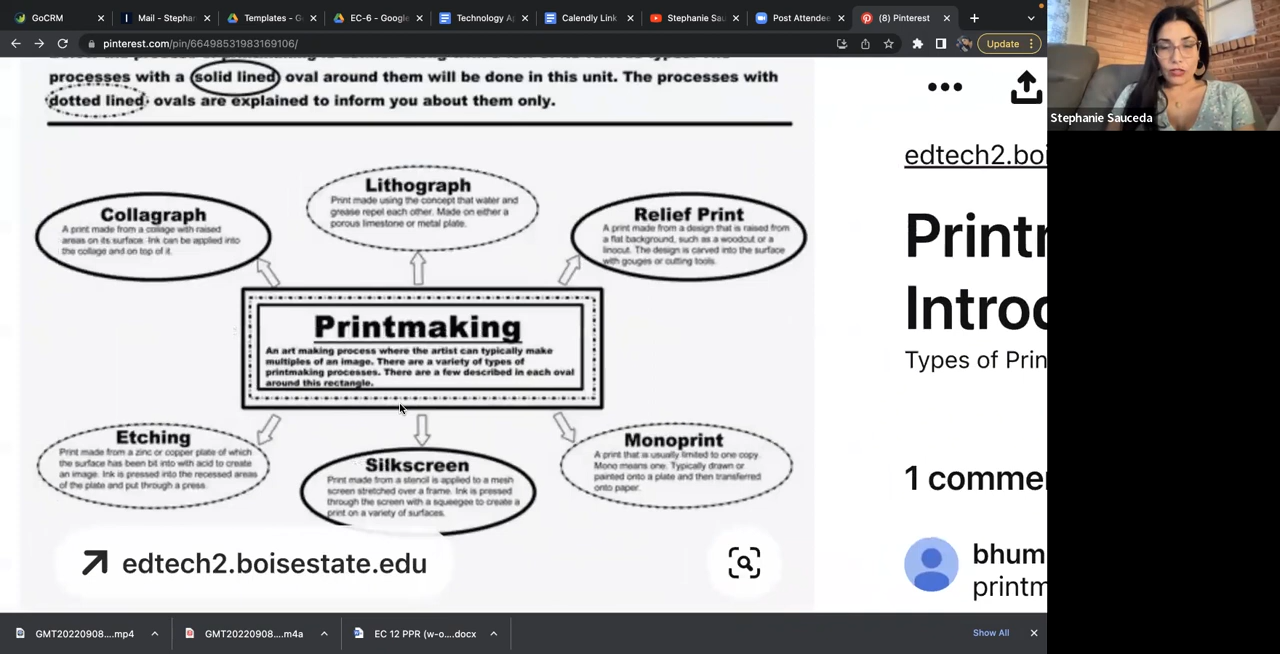 GoCRM
Mail - Stephan
Templates - G
EC-6 - Google
Technology A
Calendly Link
Stephanie Sau
Post Attendee
(8) Pinterest
pinterest.com/pin/66498531983169106/
Update
processes with a solid lined oval around them will be done in this unit. The processes with
dotted lined ovals are explained to inform you about them only.
Lithograph
Print made using the concept that water and
grease repel each other. Made on either a
porous limestone or metal plate.
Collagraph
A print made from a collage with raised
areas on its surface. Ink can be applied into
the collage and on top of it.
Relief Print
A print made from a design that is raised from
a flat background, such as a woodcut or a
linocut. The design is carved into the surface
with gouges or cutting tools.
Printmaking
An art making process where the artist can typically make
multiples of an image. There are a variety of types of
printmaking processes. There are a few described in each oval
around this rectangle.
Etching
Print made from a zinc or copper plate of which
the surface has been bit into with acid to create
an image. Ink is pressed into the recessed areas
of the plate and put through a press.
Silkscreen
Print made from a stencil is applied to a mesh
screen stretched over a frame. Ink is pressed
through the screen with a squeegee to create a
print on a variety of surfaces.
Monoprint
A print that is usually limited to one copy.
Mono means one. Typically drawn or
painted onto a plate and then transferred
onto paper.
edtech2.boisestate.edu
edtech2.boi
Printr
Introd
Types of Prin
1 comme
bhum
printm
Stephanie Sauceda
GMT20220908....mp4
GMT20220908....m4a
EC 12 PPR (w-o....docx
Show All